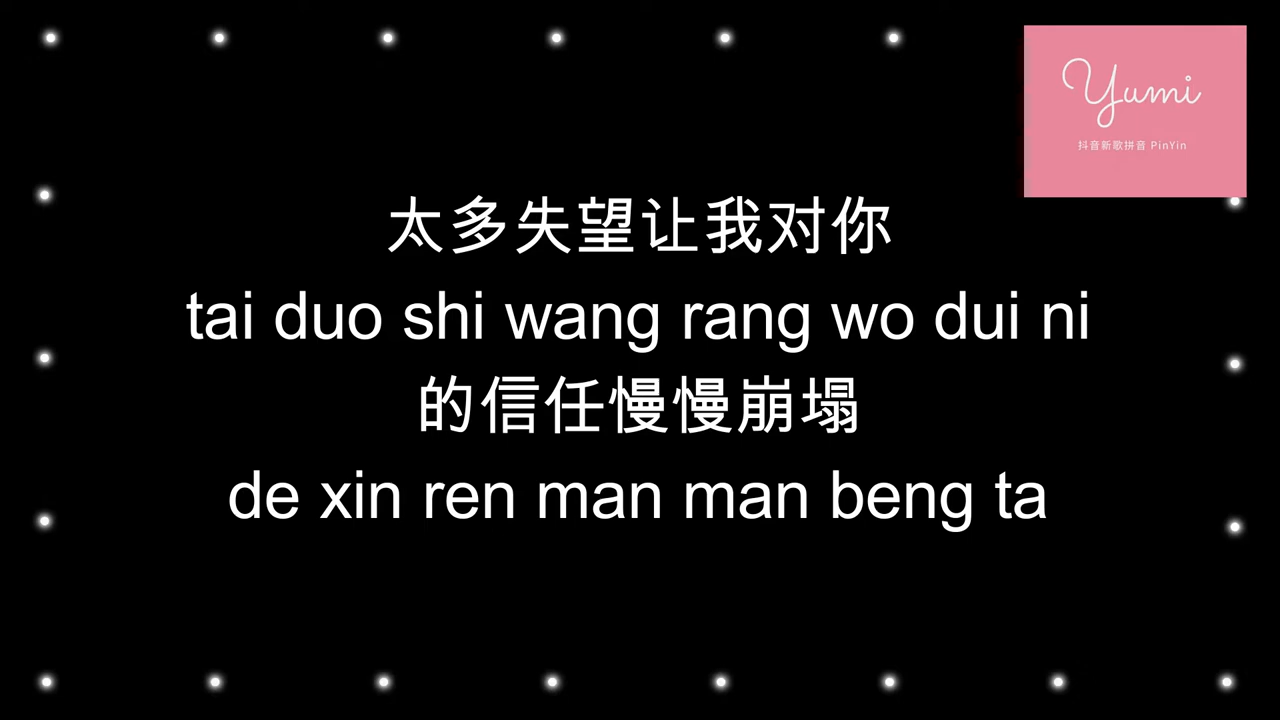 Yumi
抖音新歌拼音 PinYin
太多失望让我对你
tai duo shi wang rang wo dui ni
的信任慢慢崩塌
de xin ren man man beng ta